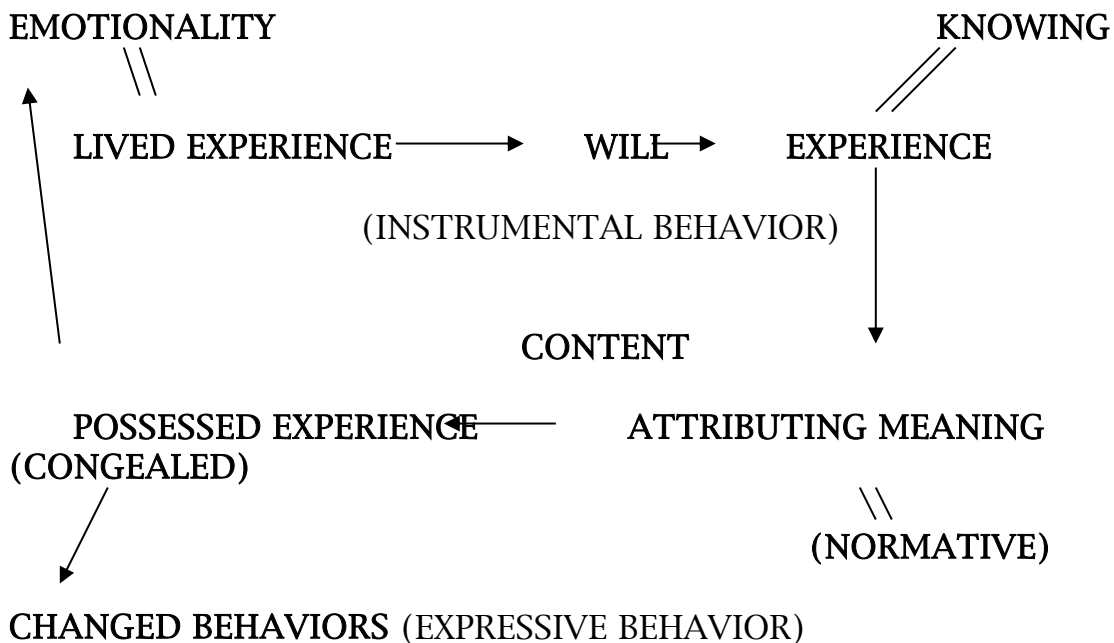 EMOTIONALITY KNOWING
LIVED EXPERIENCE WILL EXPERIENCE
(INSTRUMENTAL BEHAVIOR)
CONTENT
POSSESSED EXPERIENCE ATTRIBUTING MEANING
(CONGEALED)
(NORMATIVE)
CHANGED BEHAVIORS (EXPRESSIVE BEHAVIOR)